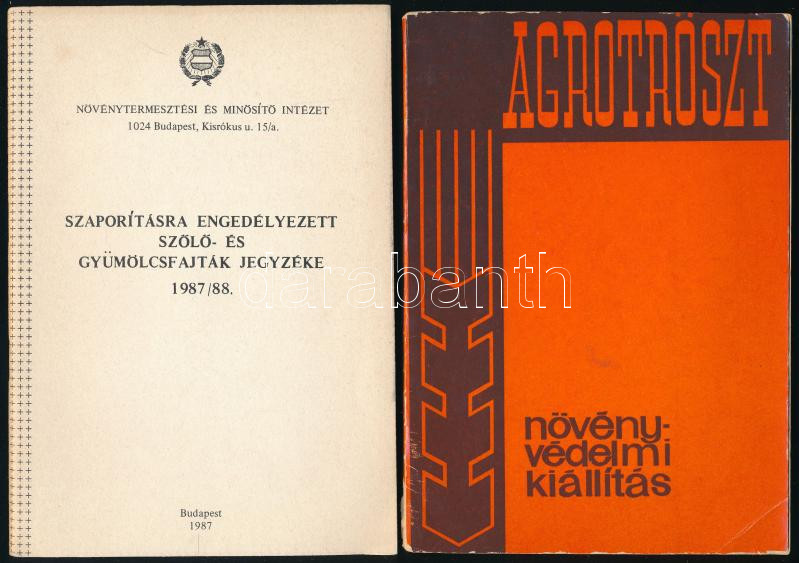 NÖVÉNYTERMESZTÉSI ÉS MINŐSÍTŐ INTÉZET
1024 Budapest, Kisrókus u. 15/a.
SZAPORÍTÁSRA ENGEDÉLYEZETT
SZŐLŐ- ÉS
GYÜMÖLCSFAJTÁK JEGYZÉKE
1987/88.
Budapest
1987
AGROTRÖSZT
növény-
védelmi
kiállítás
darabanth